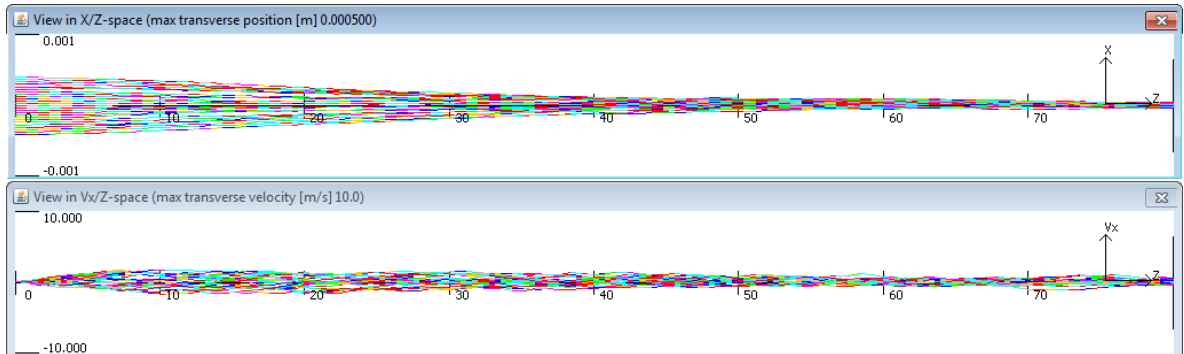 View in X/Z-space (max transverse position [m] 0.000500)
0.001
X
Z
0 10 20 30 40 50 60 70
-0.001
View in Vx/Z-space (max transverse velocity [m/s] 10.0)
10.000
Vx
Z
0 10 20 30 40 50 60 70
-10.000